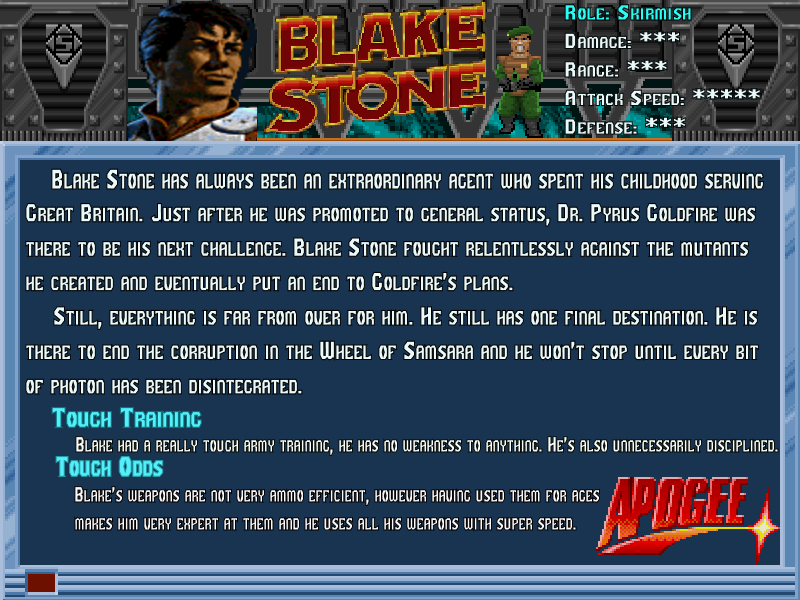 BLAKE
STONE
Role: Skirmish
Damage: ***
Range: ***
Attack Speed: *****
Defense: ***
S
S
Blake Stone has always been an extraordinary agent who spent his childhood serving
Great Britain. Just after he was promoted to general status, Dr. Pyrus Goldfire was
there to be his next challenge. Blake Stone fought relentlessly against the mutants
he created and eventually put an end to Goldfire's plans.
Still, everything is far from over for him. He still has one final destination. He is
there to end the corruption in the Wheel of Samsara and he won't stop until every bit
of photon has been disintegrated.
Tough Training
Blake had a really tough army training, he has no weakness to anything. He's also unnecessarily disciplined.
Tough Odds
Blake's weapons are not very ammo efficient, however having used them for ages
makes him very expert at them and he uses all his weapons with super speed.
APOGEE